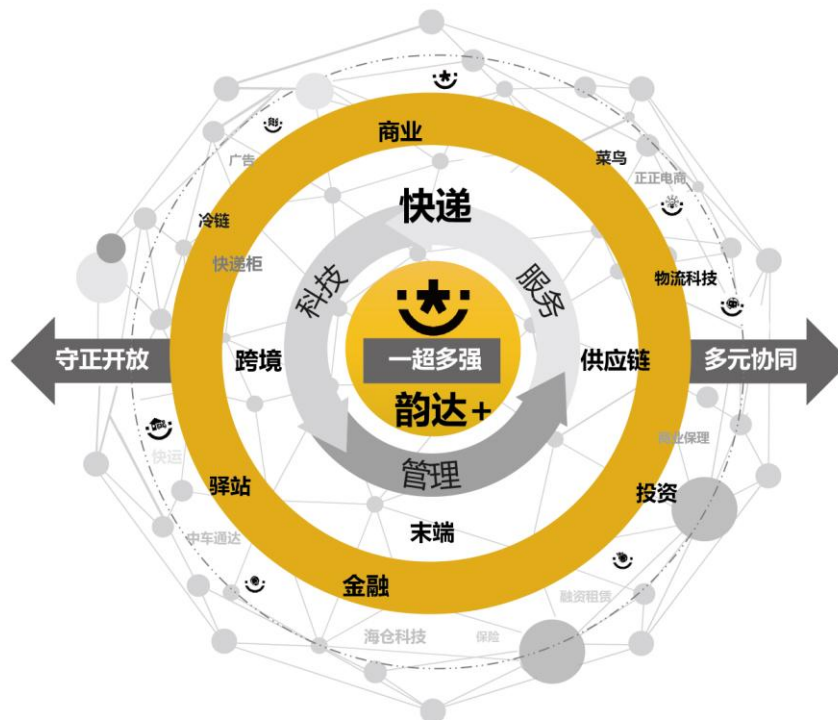 商业
菜鸟
广告
正正电商
冷链
快递
快递柜
科技
服务
物流科技
守正开放
跨境
一超多强
供应链
多元协同
韵达+
快运
管理
商业保理
驿站
投资
末端
中车通达
金融
融资租赁
海仓科技
保险